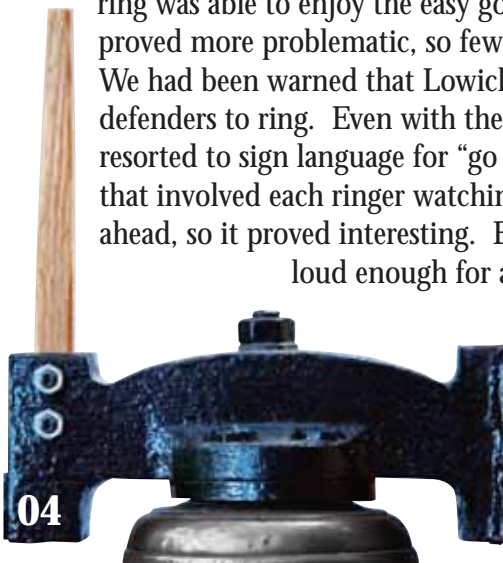 ring was able to enjoy the easy go
proved more problematic, so few
We had been warned that Lowick
defenders to ring. Even with the
resorted to sign language for “go
that involved each ringer watchin
ahead, so it proved interesting. E
loud enough for a
04